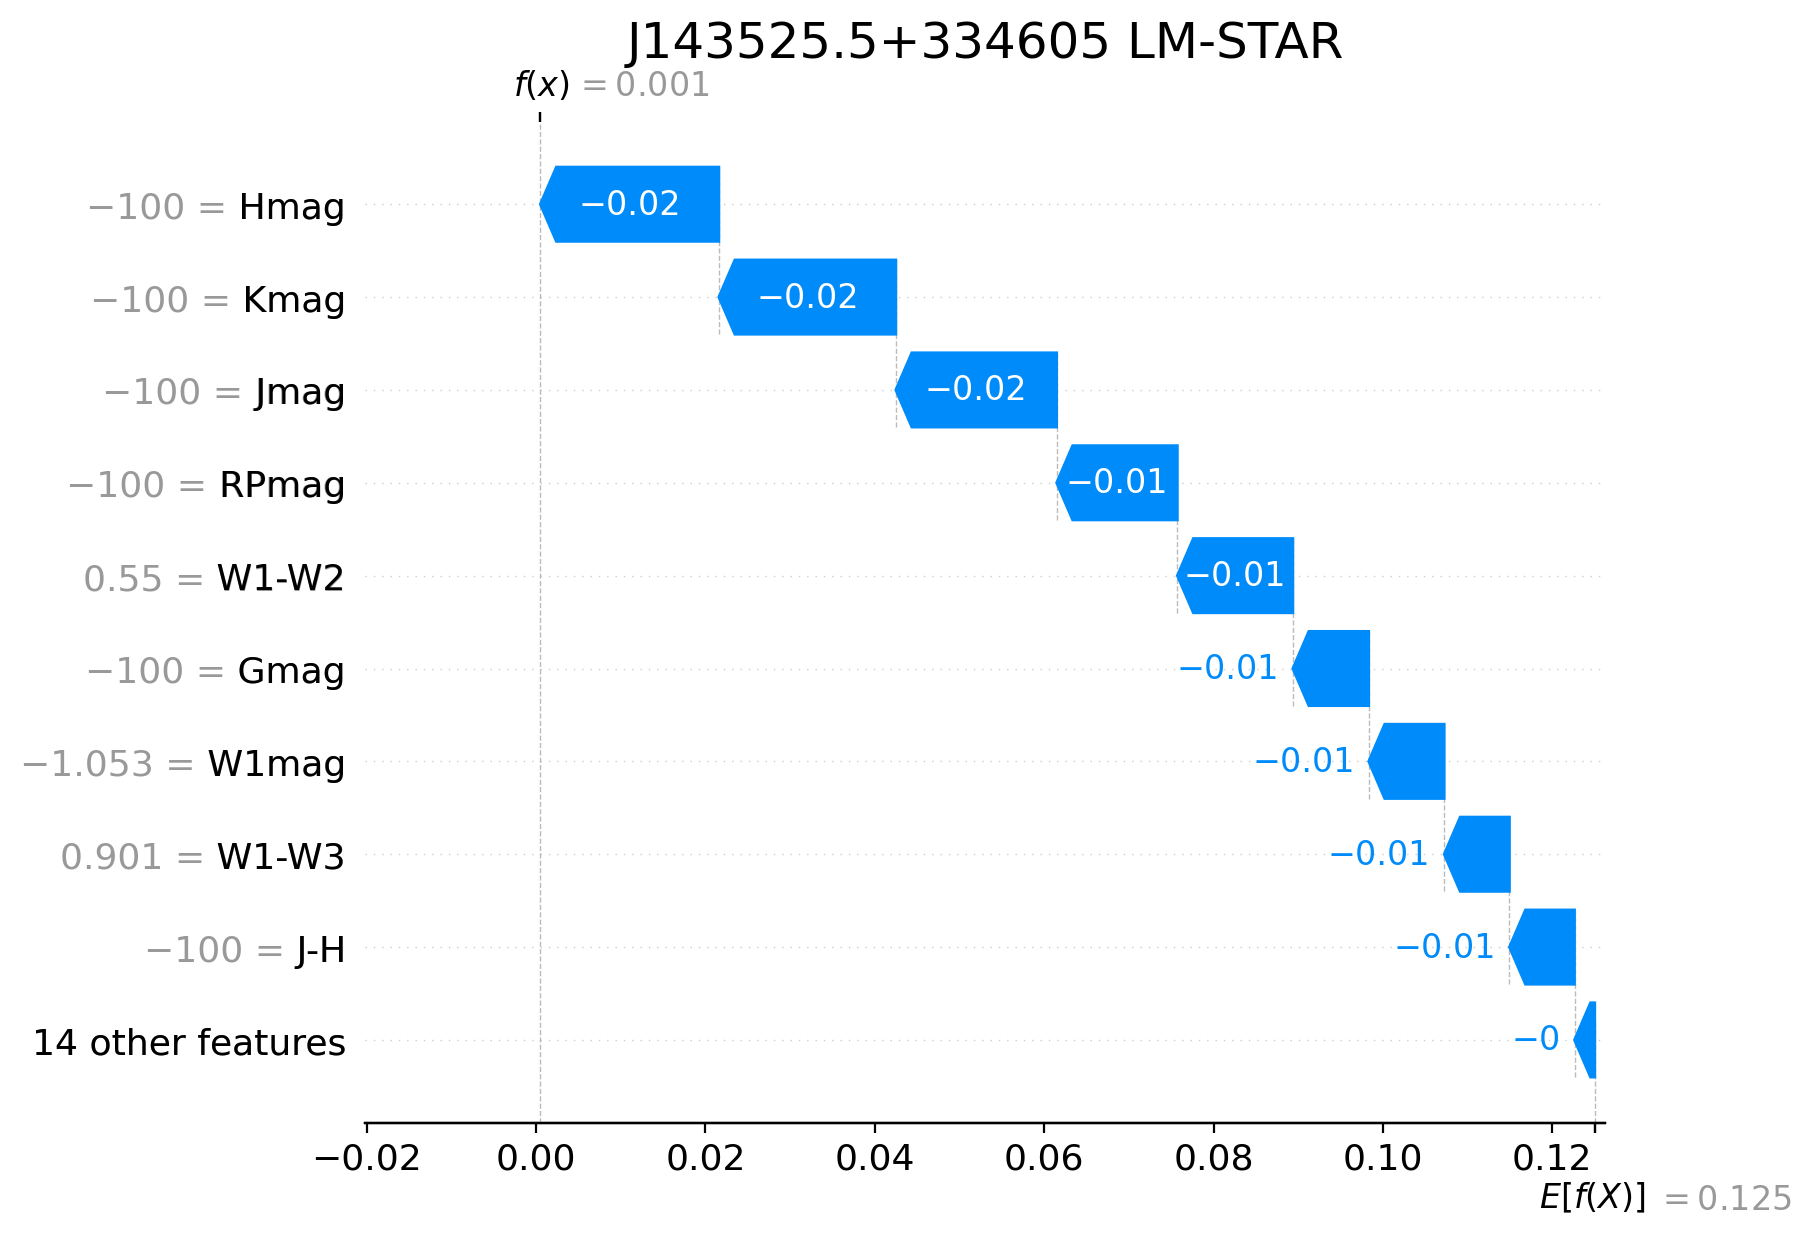 J143525.5+334605 LM-STAR
f(x) = 0.001
−100 = Hmag −0.02
−100 = Kmag −0.02
−100 = Jmag −0.02
−100 = RPmag −0.01
0.55 = W1-W2 −0.01
−100 = Gmag −0.01
−1.053 = W1mag −0.01
0.901 = W1-W3 −0.01
−100 = J-H −0.01
14 other features −0
−0.02 0.00 0.02 0.04 0.06 0.08 0.10 0.12
E[f(X)] = 0.125